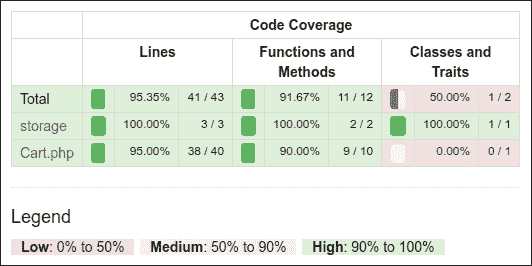 Code Coverage
Lines Functions and Methods Classes and Traits
Total 95.35% 41 / 43 91.67% 11 / 12 50.00% 1 / 2
storage 100.00% 3 / 3 100.00% 2 / 2 100.00% 1 / 1
Cart.php 95.00% 38 / 40 90.00% 9 / 10 0.00% 0 / 1
Legend
Low: 0% to 50% Medium: 50% to 90% High: 90% to 100%